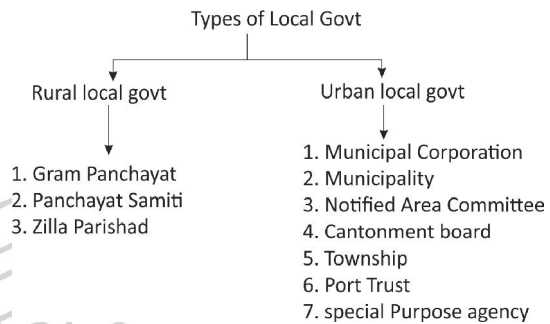 Types of Local Govt
Rural local govt
Urban local govt
1. Gram Panchayat
2. Panchayat Samiti
3. Zilla Parishad
1. Municipal Corporation
2. Municipality
3. Notified Area Committee
4. Cantonment board
5. Township
6. Port Trust
7. special Purpose agency